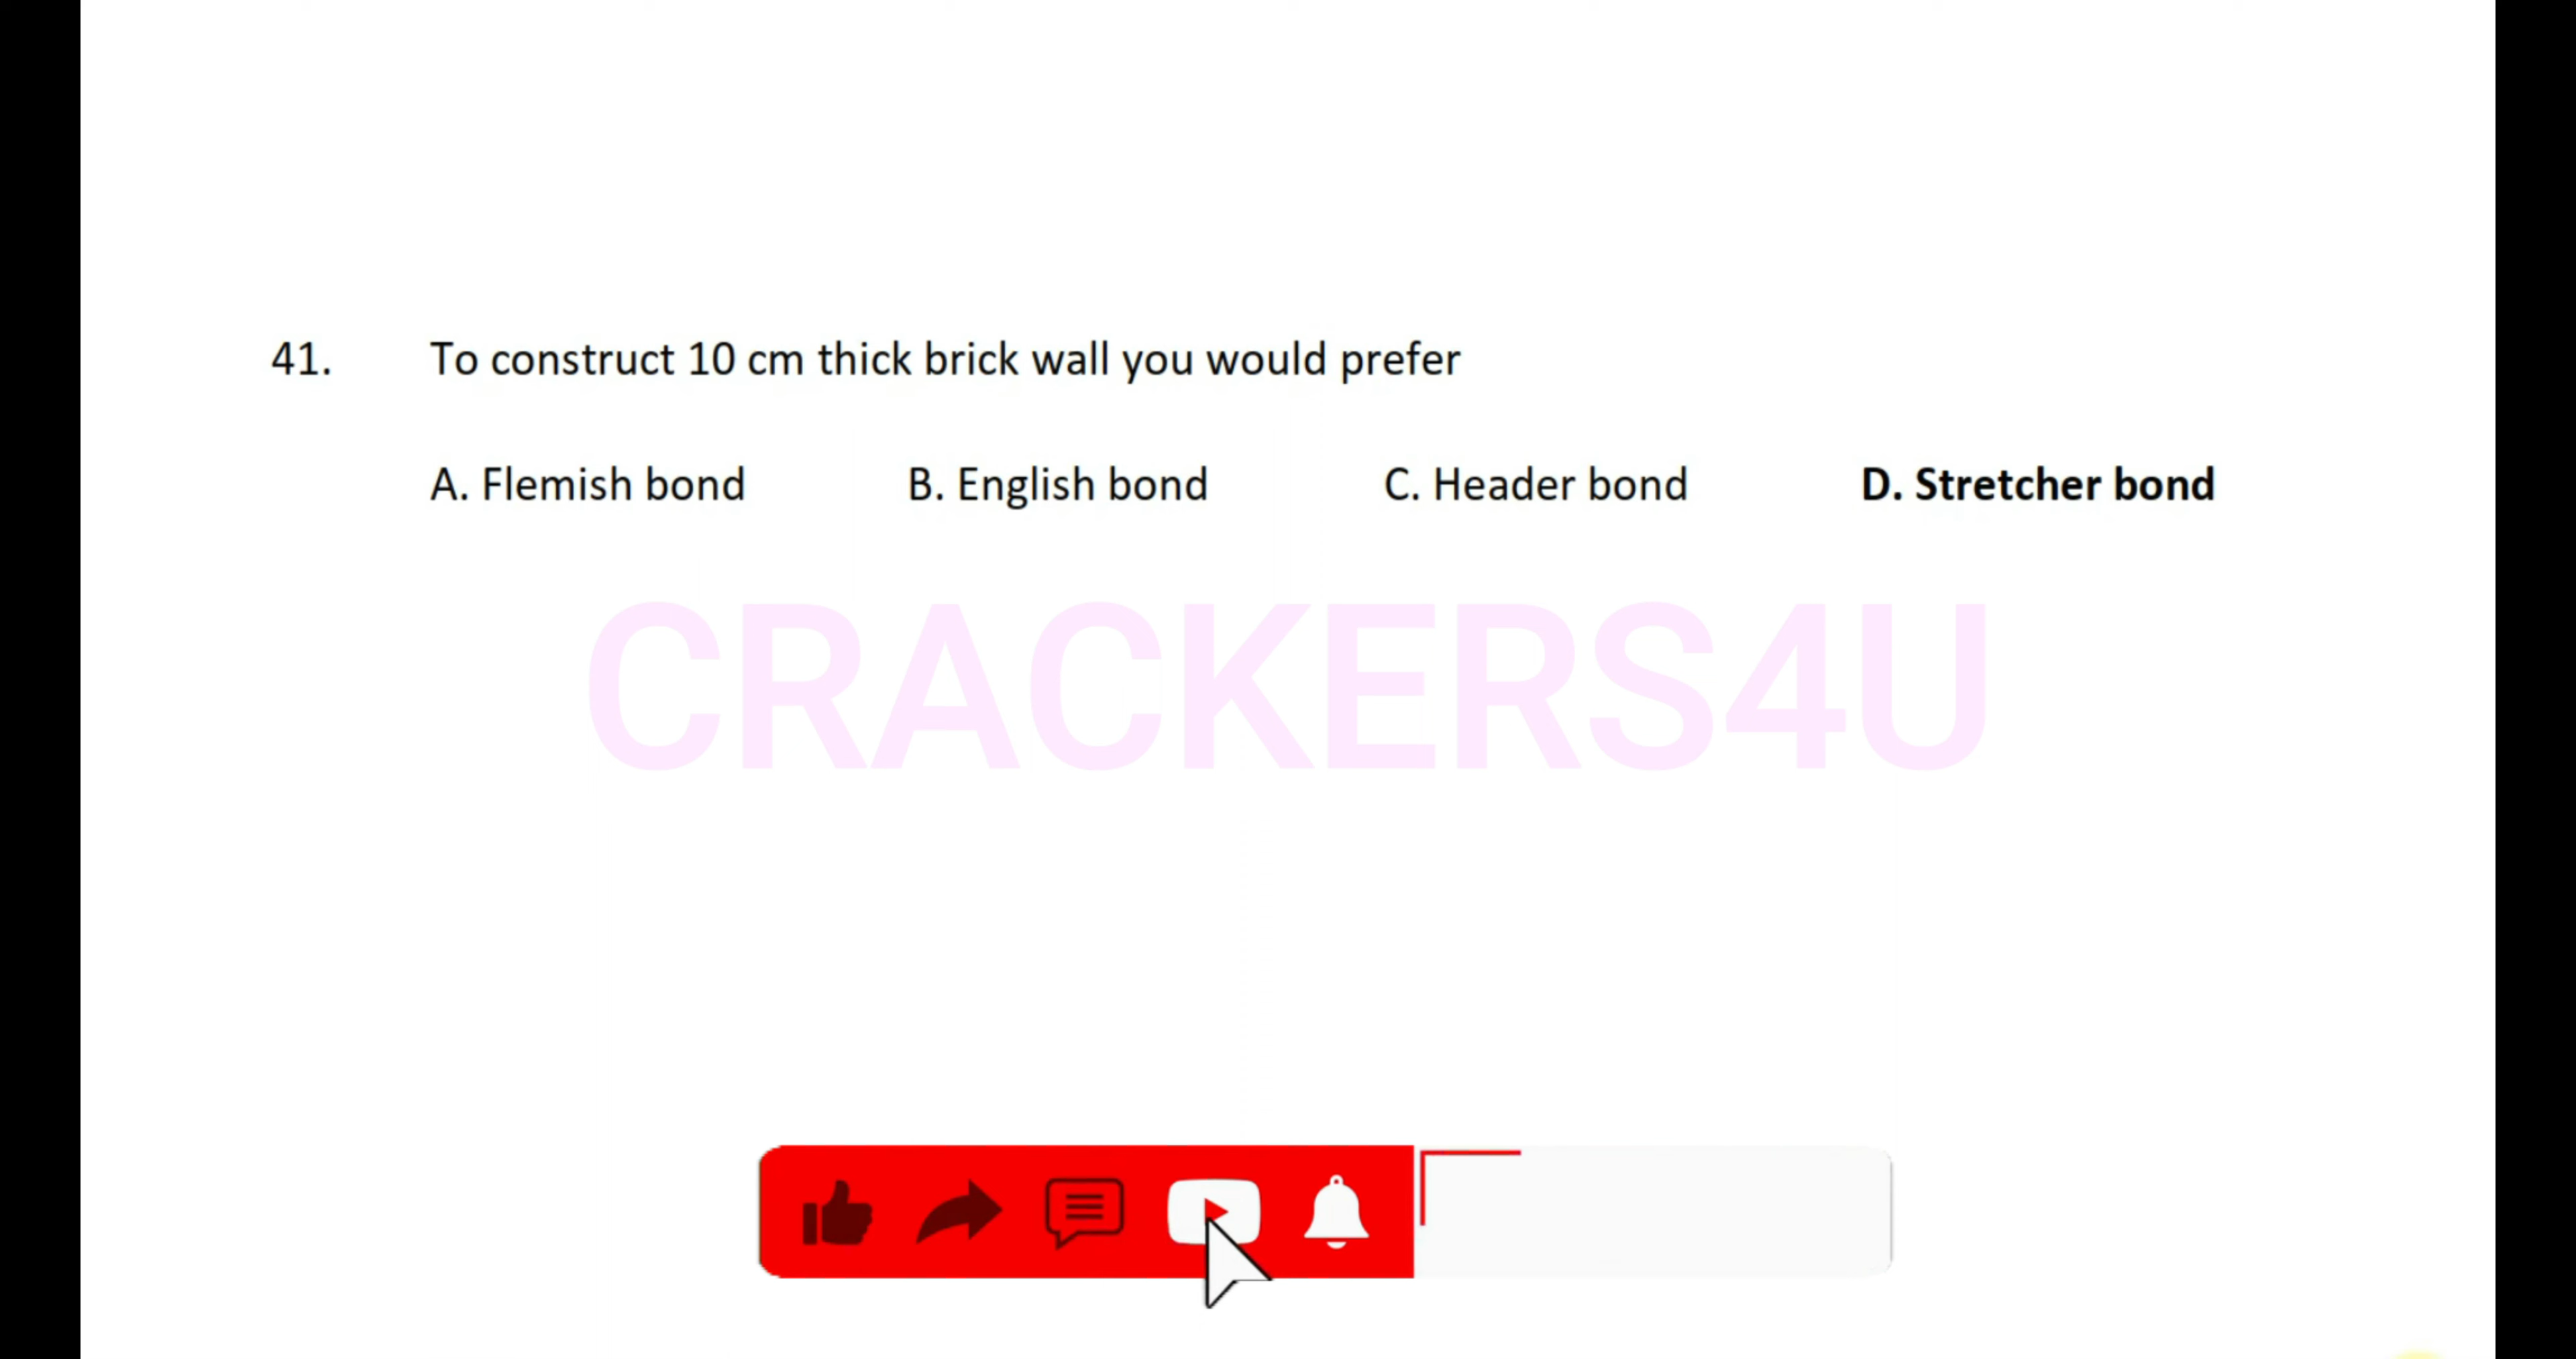 41. To construct 10 cm thick brick wall you would prefer
A. Flemish bond B. English bond C. Header bond D. Stretcher bond
CRACKERS4U